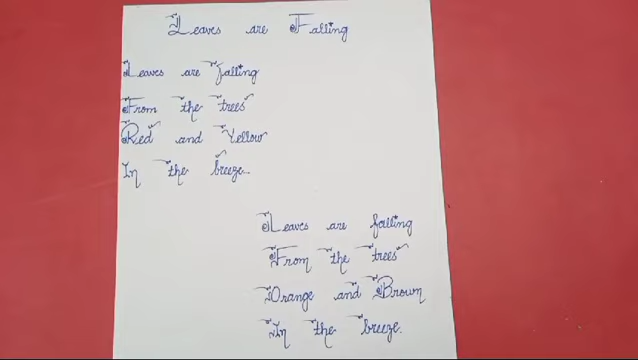 Leaves are Falling
Leaves are falling
From the trees
Red and Yellow
In the breeze.
Leaves are falling
From the trees
Orange and Brown
In the breeze.